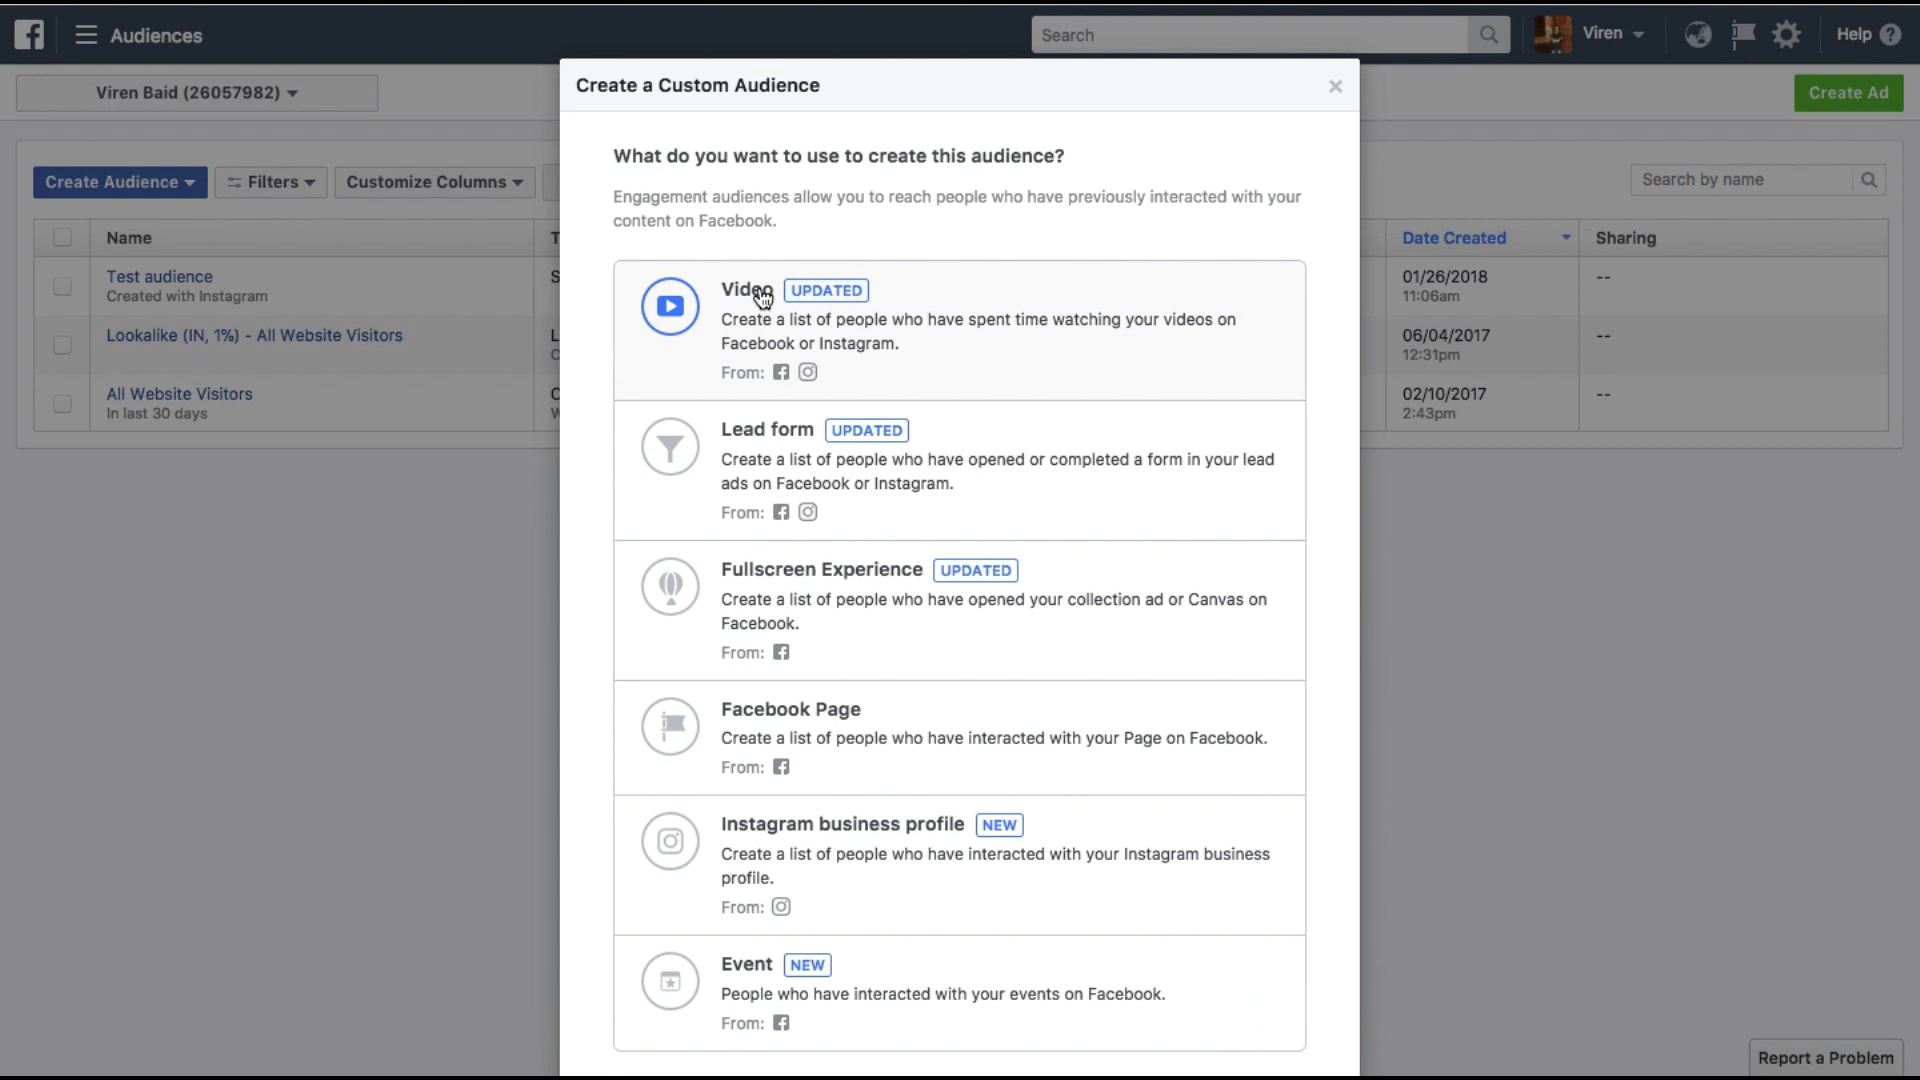 Audiences
Search
Viren
Help
Viren Baid (26057982)
Create Ad
Create Audience
Filters
Customize Columns
Search by name
Name
T
Date Created
Sharing
Test audience
Created with Instagram
S
01/26/2018
11:06am
--
Lookalike (IN, 1%) - All Website Visitors
L
C
06/04/2017
12:31pm
--
All Website Visitors
In last 30 days
C
W
02/10/2017
2:43pm
--
Create a Custom Audience
What do you want to use to create this audience?
Engagement audiences allow you to reach people who have previously interacted with your
content on Facebook.
Video UPDATED
Create a list of people who have spent time watching your videos on
Facebook or Instagram.
From:
Lead form UPDATED
Create a list of people who have opened or completed a form in your lead
ads on Facebook or Instagram.
From:
Fullscreen Experience UPDATED
Create a list of people who have opened your collection ad or Canvas on
Facebook.
From:
Facebook Page
Create a list of people who have interacted with your Page on Facebook.
From:
Instagram business profile NEW
Create a list of people who have interacted with your Instagram business
profile.
From:
Event NEW
People who have interacted with your events on Facebook.
From:
Report a Problem